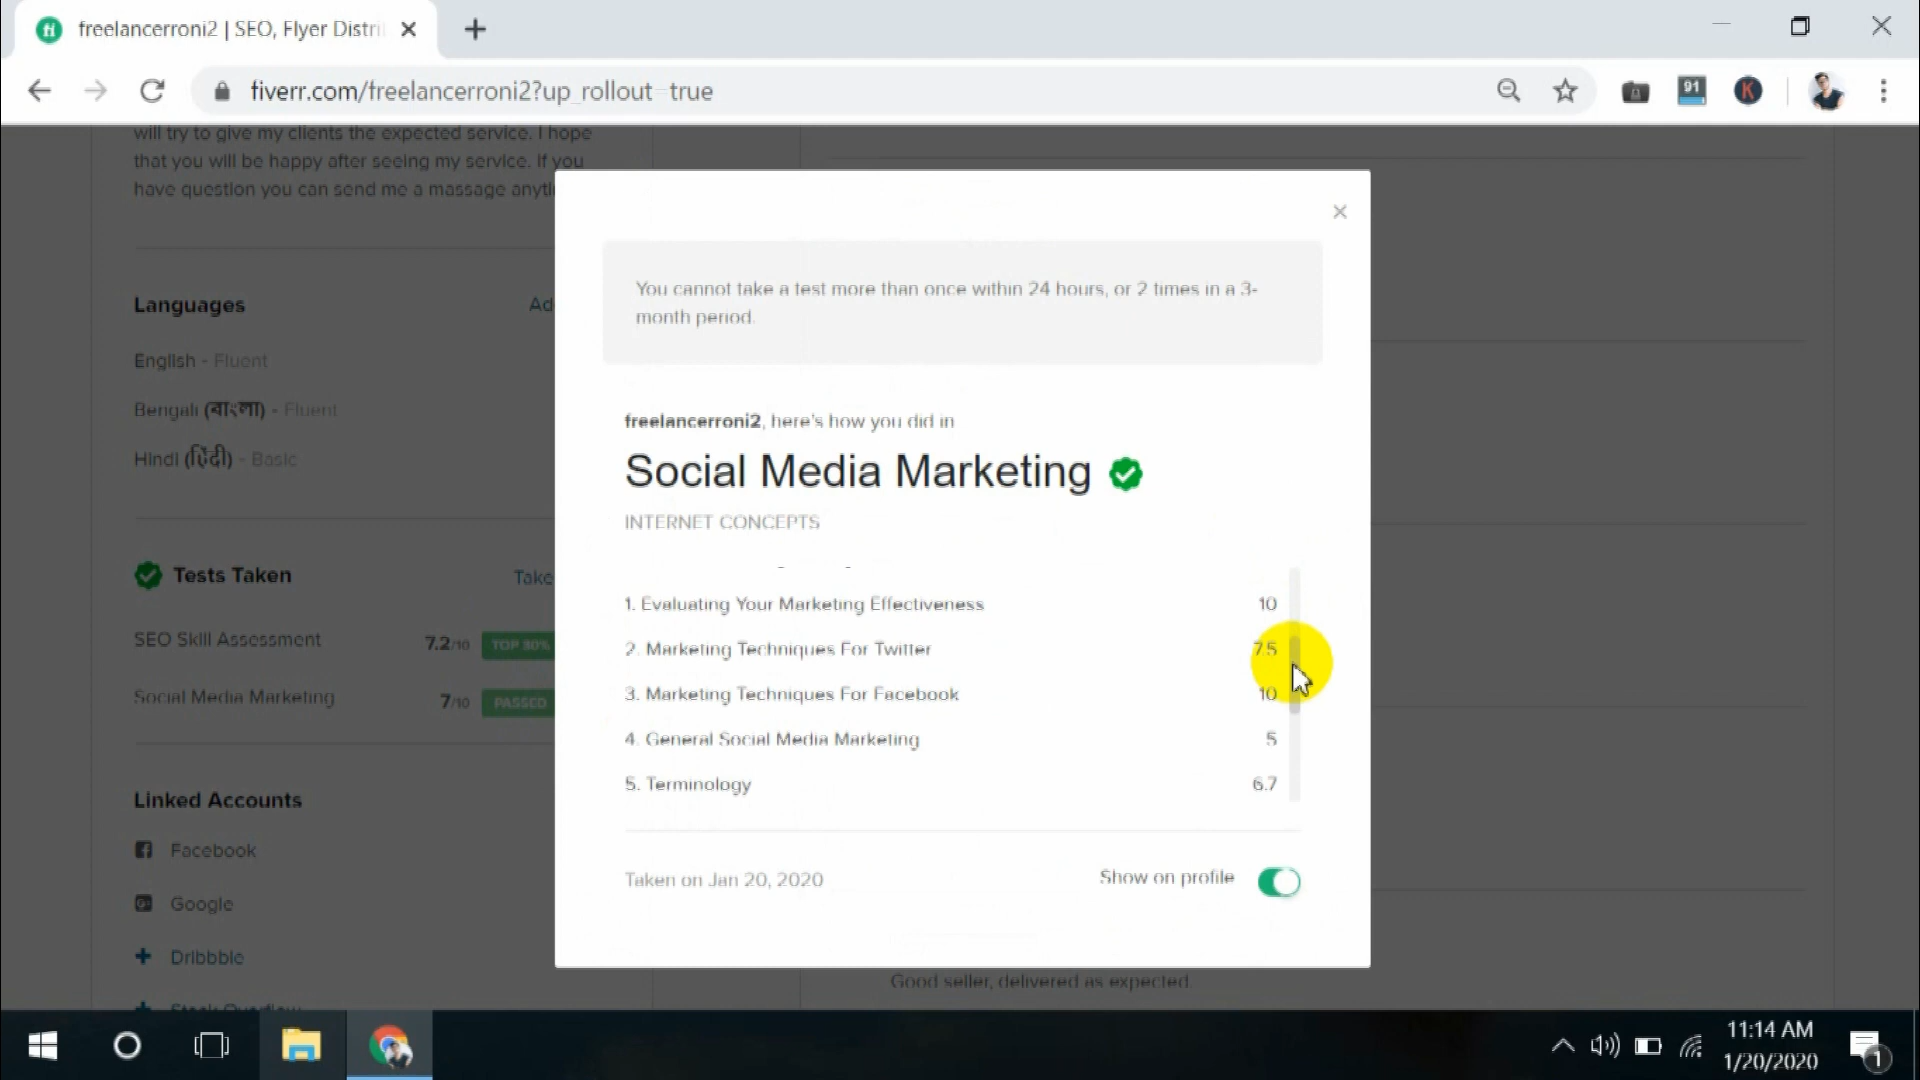 freelancerroni2 | SEO, Flyer Distri
fiverr.com/freelancerroni2?up_rollout=true
91
K
will try to give my clients the expected service. I hope
that you will be happy after seeing my service. If you
have question you can send me a massage anyti
Languages
Ad
English - Fluent
Bengali (বাংলা) - Fluent
Hindi (हिंदी) - Basic
Tests Taken
Take
SEO Skill Assessment 7.2/10 TOP 30%
Social Media Marketing 7/10 PASSED
Linked Accounts
Facebook
Google
Dribbble
Stack Overflow
You cannot take a test more than once within 24 hours, or 2 times in a 3-
month period.
freelancerroni2, here's how you did in
Social Media Marketing
INTERNET CONCEPTS
1. Evaluating Your Marketing Effectiveness 10
2. Marketing Techniques For Twitter 7.5
3. Marketing Techniques For Facebook 10
4. General Social Media Marketing 5
5. Terminology 6.7
Taken on Jan 20, 2020
Show on profile
Good seller, delivered as expected
11:14 AM
1/20/2020
1